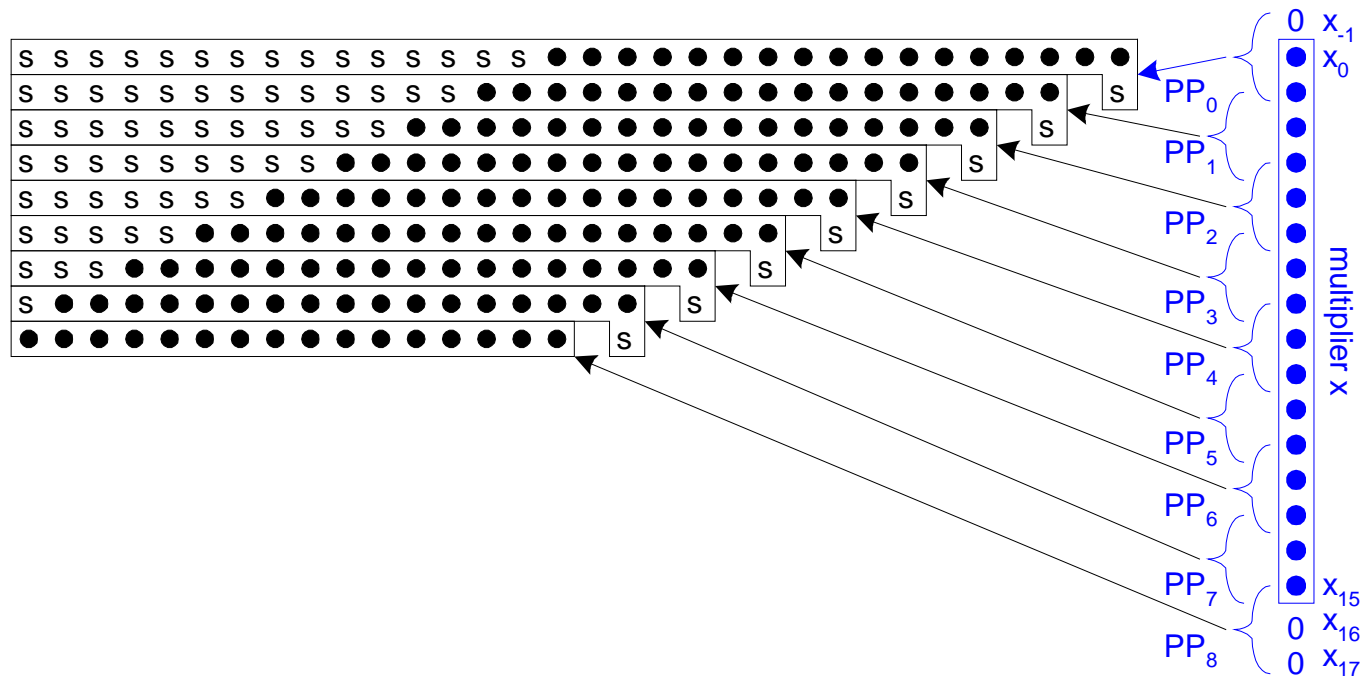 0 x-1
s s s s s s s s s s s s s s s x0
s s s s s s s s s s s s s s PP0
s s s s s s s s s s s s
PP1
s s s s s s s s s s
s s s s s s s s
PP2
s s s s s s
s s s s
s s PP3
s
multiplier x
PP4
PP5
PP6
PP7 x15
0 x16
PP8 0 x17